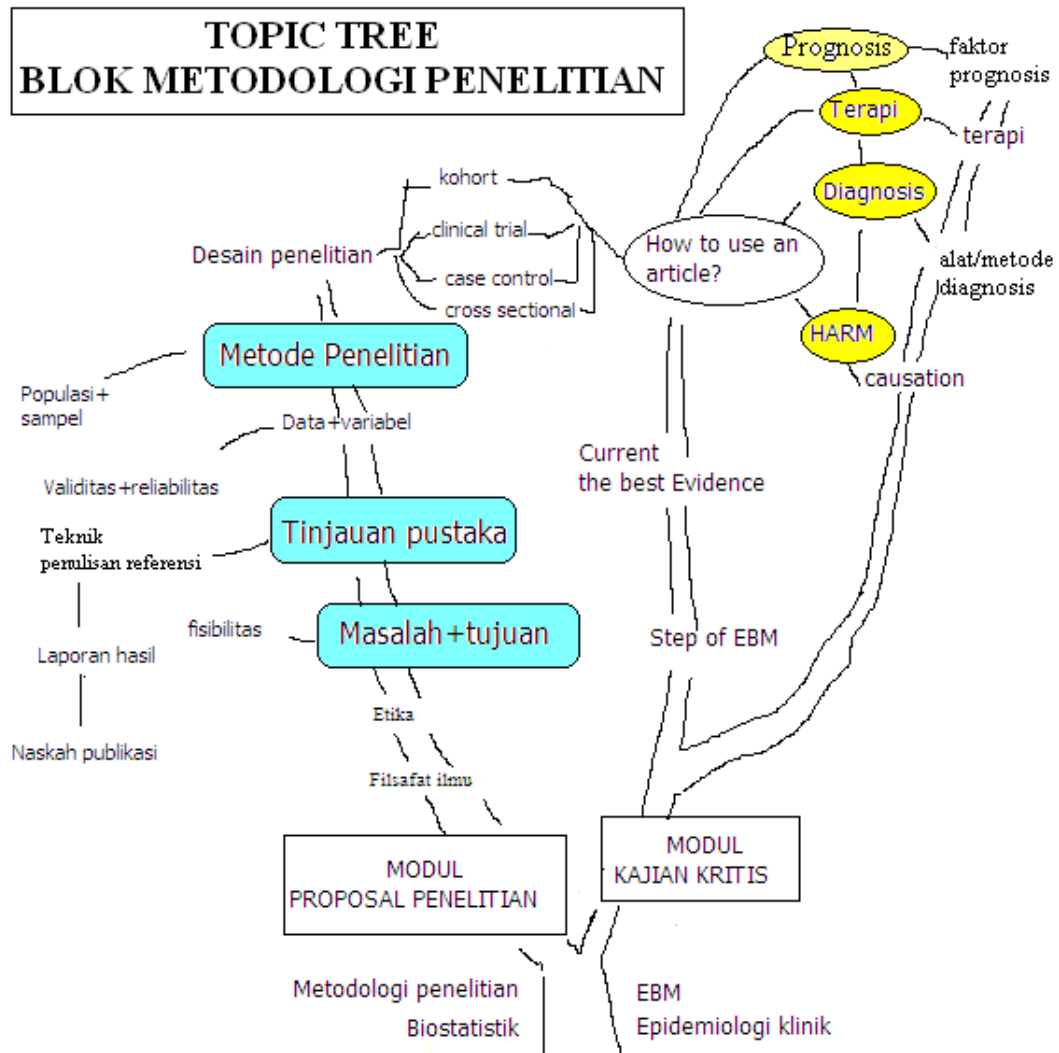 TOPIC TREE
BLOK METODOLOGI PENELITIAN
Prognosis
faktor
prognosis
Terapi
terapi
Diagnosis
alat/metode
diagnosis
HARM
causation
How to use an
article?
kohort
clinical trial
case control
cross sectional
Desain penelitian
Metode Penelitian
Populasi+
sampel
Data+variabel
Validitas+reliabilitas
Tinjauan pustaka
Teknik
penulisan referensi
Laporan hasil
Naskah publikasi
Masalah+tujuan
fisibilitas
Etika
Filsafat ilmu
Current
the best Evidence
Step of EBM
MODUL
PROPOSAL PENELITIAN
MODUL
KAJIAN KRITIS
Metodologi penelitian
Biostatistik
EBM
Epidemiologi klinik